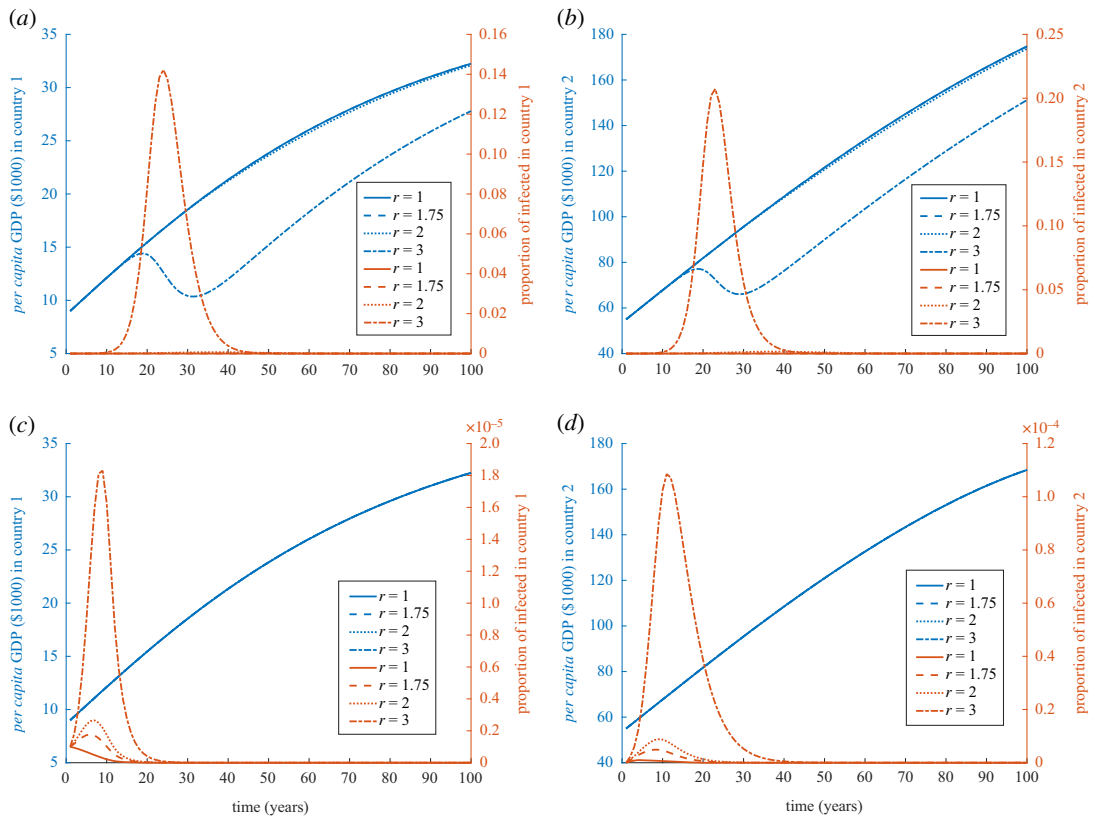 (a)
per capita GDP ($1000) in country 1
35
30
25
20
15
10
5
0.16
0.14
0.12
0.10
0.08
0.06
0.04
0.02
0
proportion of infected in country 1
r = 1
r = 1.75
r = 2
r = 3
r = 1
r = 1.75
r = 2
r = 3
0 10 20 30 40 50 60 70 80 90 100
(b)
per capita GDP ($1000) in country 2
180
160
140
120
100
80
60
40
0.25
0.20
0.15
0.10
0.05
0
proportion of infected in country 2
r = 1
r = 1.75
r = 2
r = 3
r = 1
r = 1.75
r = 2
r = 3
0 10 20 30 40 50 60 70 80 90 100
(c)
per capita GDP ($1000) in country 1
35
30
25
20
15
10
5
×10⁻⁵
2.0
1.8
1.6
1.4
1.2
1.0
0.8
0.6
0.4
0.2
0
proportion of infected in country 1
r = 1
r = 1.75
r = 2
r = 3
r = 1
r = 1.75
r = 2
r = 3
0 10 20 30 40 50 60 70 80 90 100
time (years)
(d)
per capita GDP ($1000) in country 2
180
160
140
120
100
80
60
40
×10⁻⁴
1.2
1.0
0.8
0.6
0.4
0.2
0
proportion of infected in country 2
r = 1
r = 1.75
r = 2
r = 3
r = 1
r = 1.75
r = 2
r = 3
0 10 20 30 40 50 60 70 80 90 100
time (years)